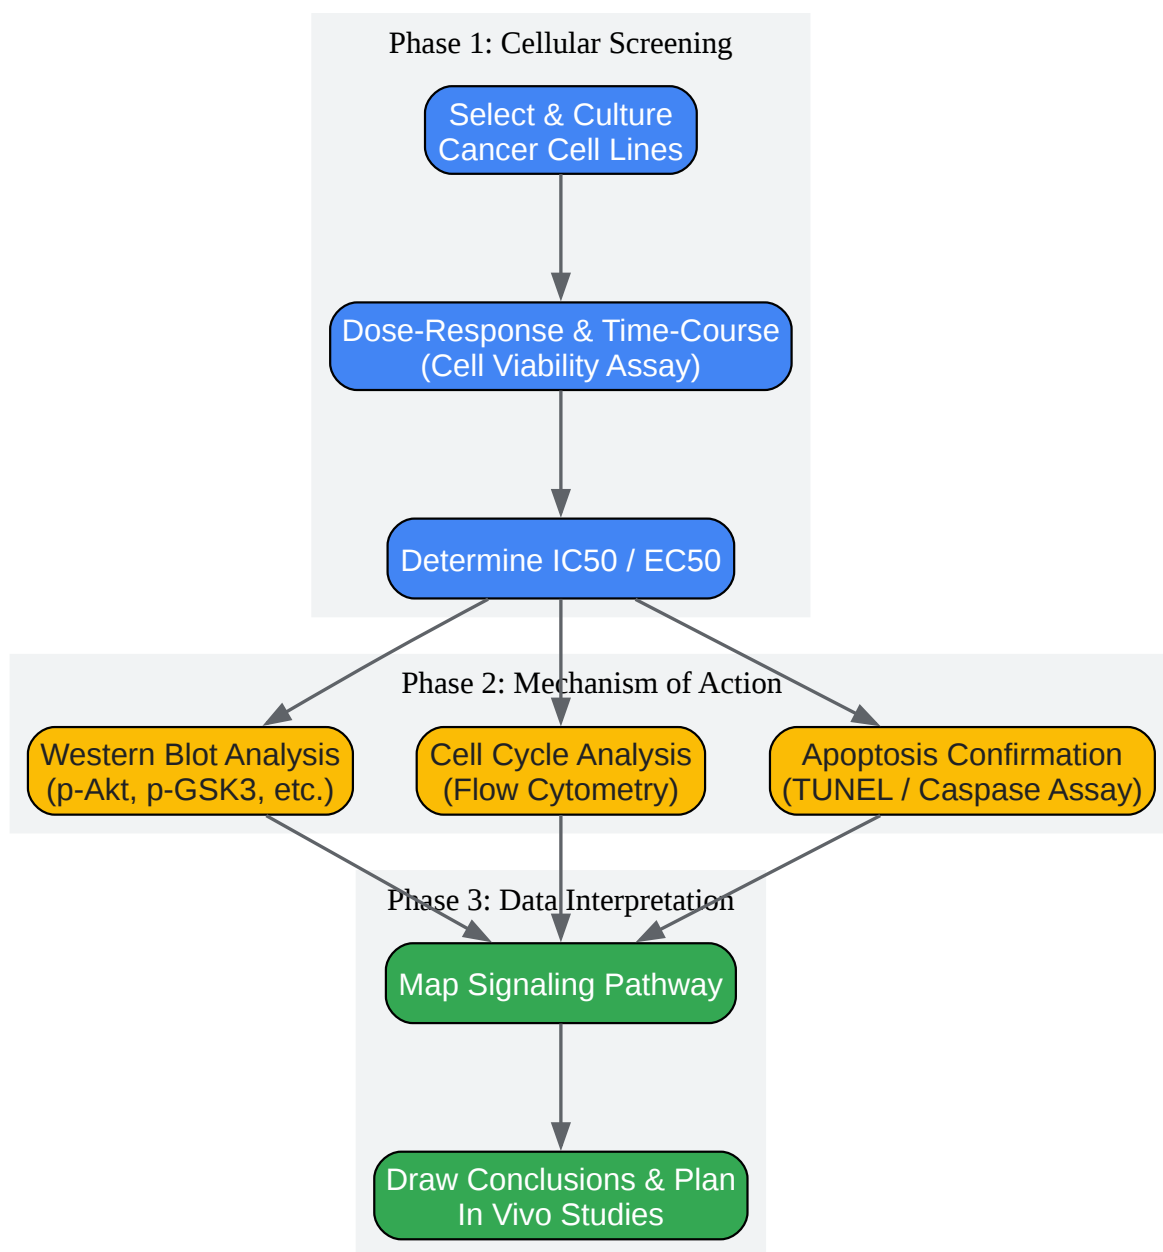 Phase 1: Cellular Screening
Select & Culture
Cancer Cell Lines
Dose-Response & Time-Course
(Cell Viability Assay)
Determine IC50 / EC50
Phase 2: Mechanism of Action
Western Blot Analysis
(p-Akt, p-GSK3, etc.)
Cell Cycle Analysis
(Flow Cytometry)
Apoptosis Confirmation
(TUNEL / Caspase Assay)
Phase 3: Data Interpretation
Map Signaling Pathway
Draw Conclusions & Plan
In Vivo Studies